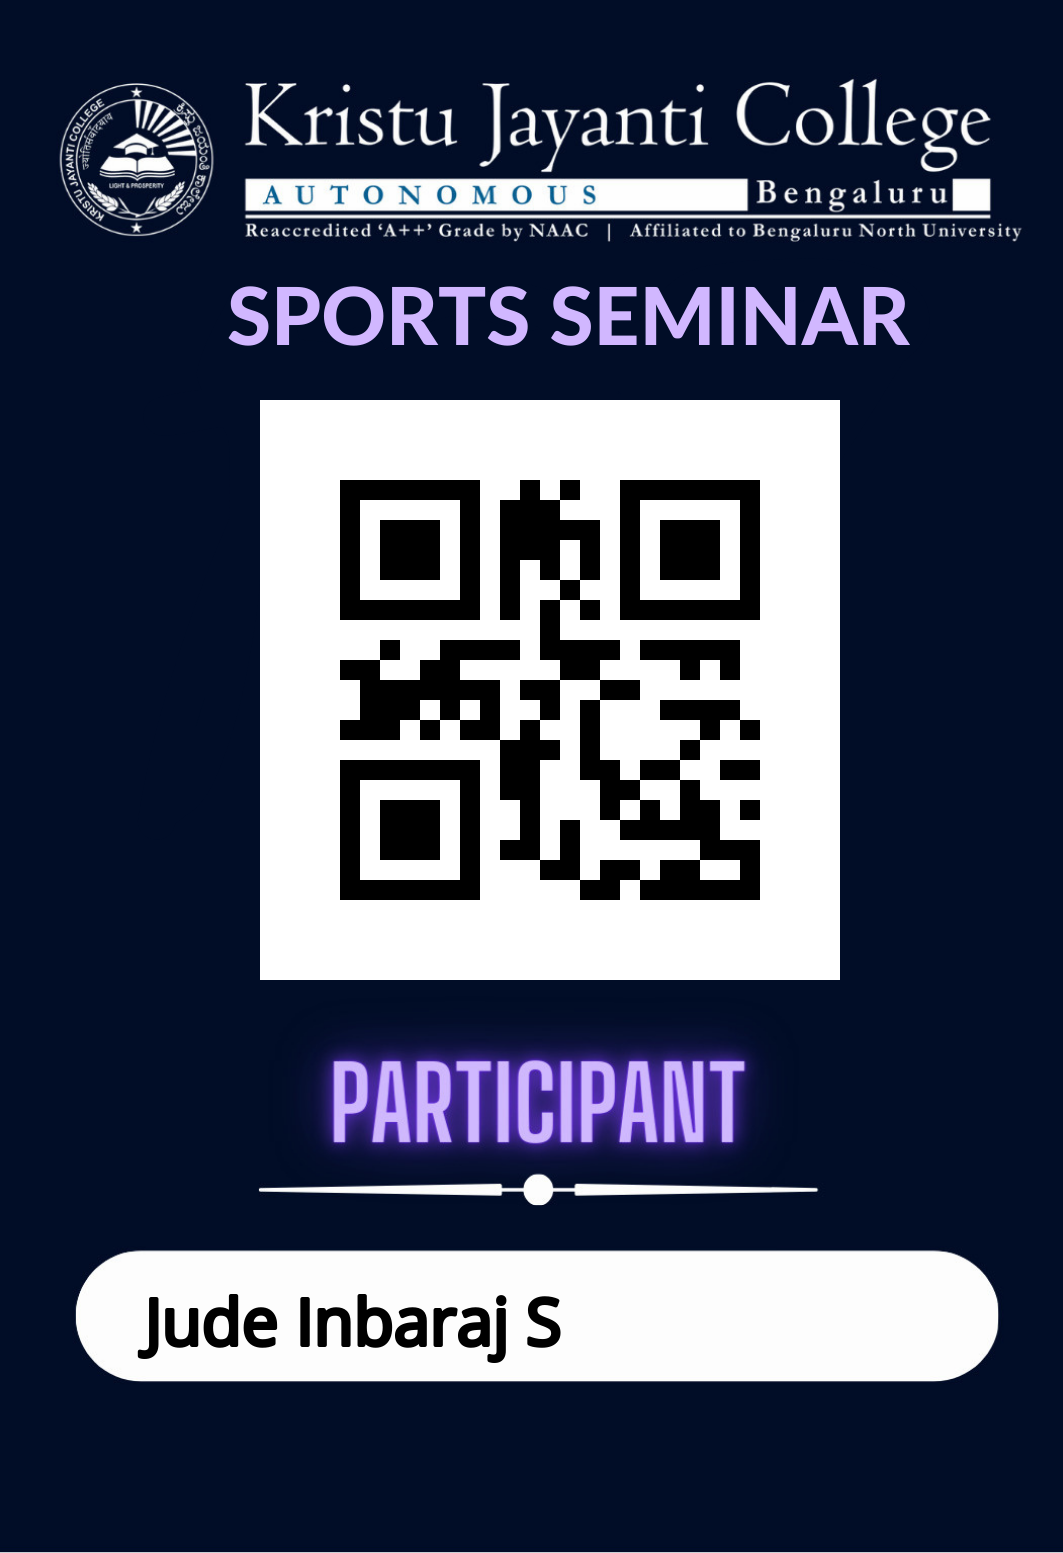 KRISTU JAYANTI COLLEGE
ज्योतिसंवादवाय
LIGHT & PROSPERITY
Kristu Jayanti College
AUTONOMOUS Bengaluru
Reaccredited ‘A++’ Grade by NAAC | Affiliated to Bengaluru North University
SPORTS SEMINAR
PARTICIPANT
Jude Inbaraj S